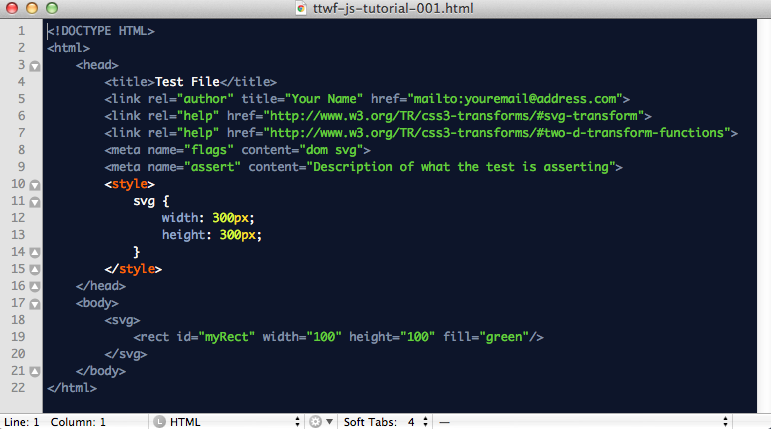 ttwf-js-tutorial-001.html
1 <!DOCTYPE HTML>
2 <html>
3 <head>
4 <title>Test File</title>
5 <link rel="author" title="Your Name" href="mailto:youremail@address.com">
6 <link rel="help" href="http://www.w3.org/TR/css3-transforms/#svg-transform">
7 <link rel="help" href="http://www.w3.org/TR/css3-transforms/#two-d-transform-functions">
8 <meta name="flags" content="dom svg">
9 <meta name="assert" content="Description of what the test is asserting">
10 <style>
11 svg {
12 width: 300px;
13 height: 300px;
14 }
15 </style>
16 </head>
17 <body>
18 <svg>
19 <rect id="myRect" width="100" height="100" fill="green"/>
20 </svg>
21 </body>
22 </html>
Line: 1 Column: 1 L HTML Soft Tabs: 4 —